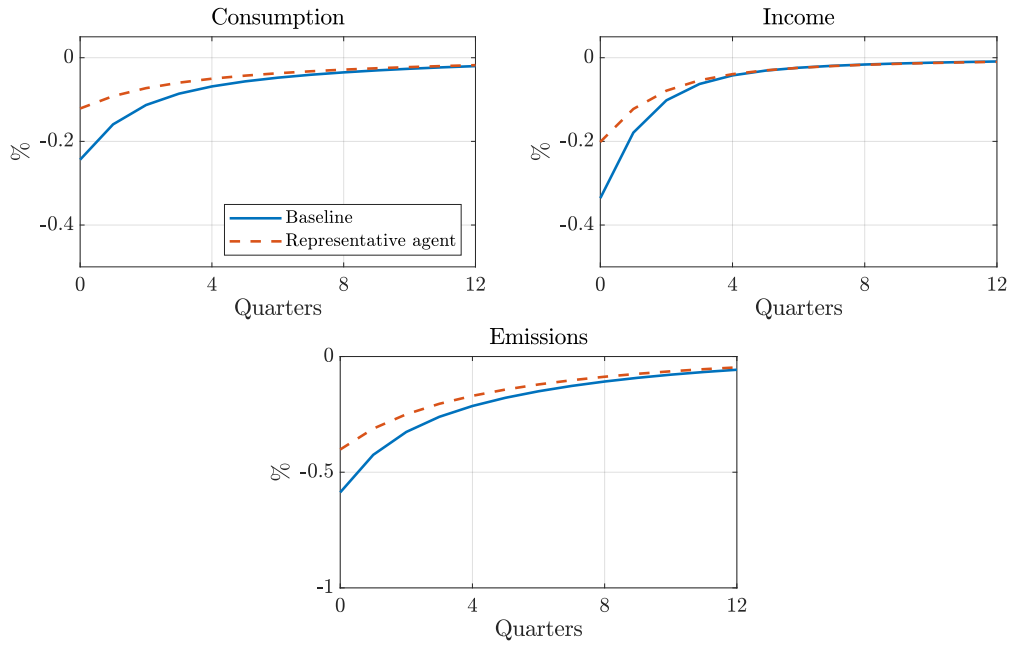 Consumption
0
-0.2
-0.4
%
Baseline
Representative agent
0 4 8 12
Quarters
Income
0
-0.2
-0.4
%
0 4 8 12
Quarters
Emissions
0
-0.5
-1
%
0 4 8 12
Quarters